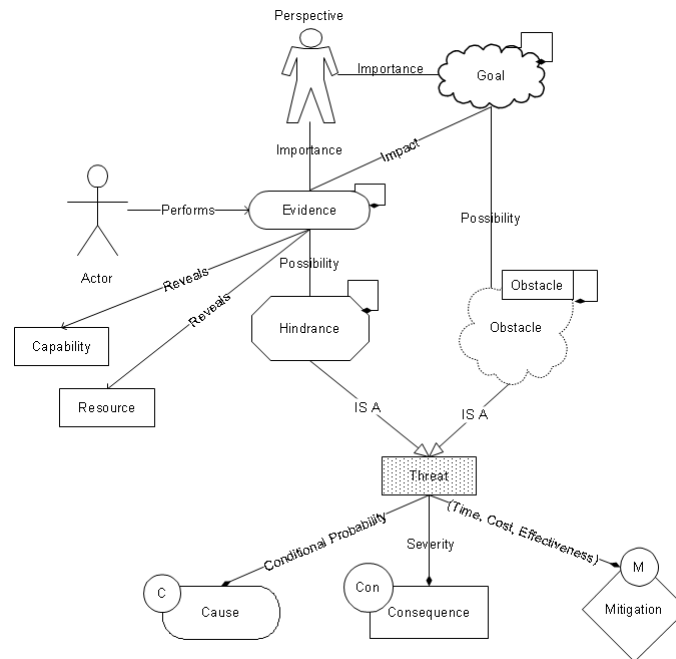 Perspective
Importance
Goal
Importance
Impact
Performs
Evidence
Possibility
Actor
Reveals
Possibility
Obstacle
Reveals
Capability
Hindrance
Obstacle
Resource
IS A
IS A
Threat
Conditional Probability
Severity
(Time, Cost, Effectiveness)
C
Con
M
Cause
Consequence
Mitigation